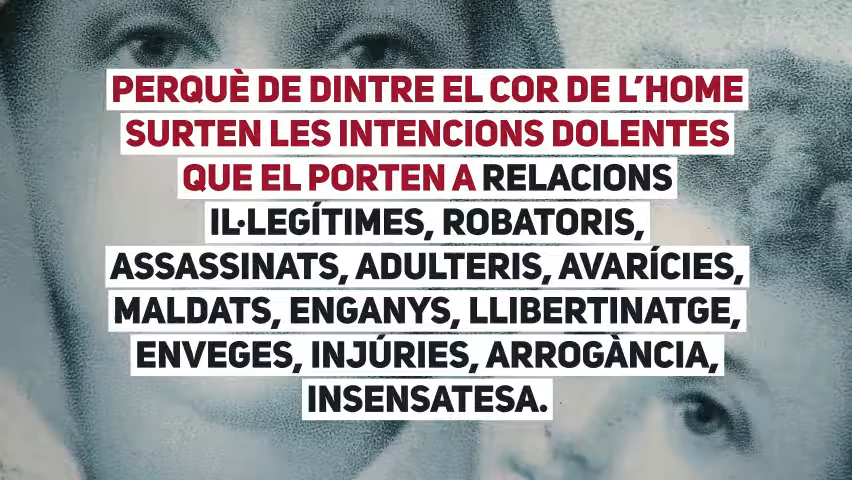 PERQUÈ DE DINTRE EL COR DE L'HOME
SURTEN LES INTENCIONS DOLENTES
QUE EL PORTEN A RELACIONS
IL·LEGÍTIMES, ROBATORIS,
ASSASSINATS, ADULTERIS, AVARÍCIES,
MALDATS, ENGANYS, LLIBERTINATGE,
ENVEGES, INJÚRIES, ARROGÀNCIA,
INSENSATESA.